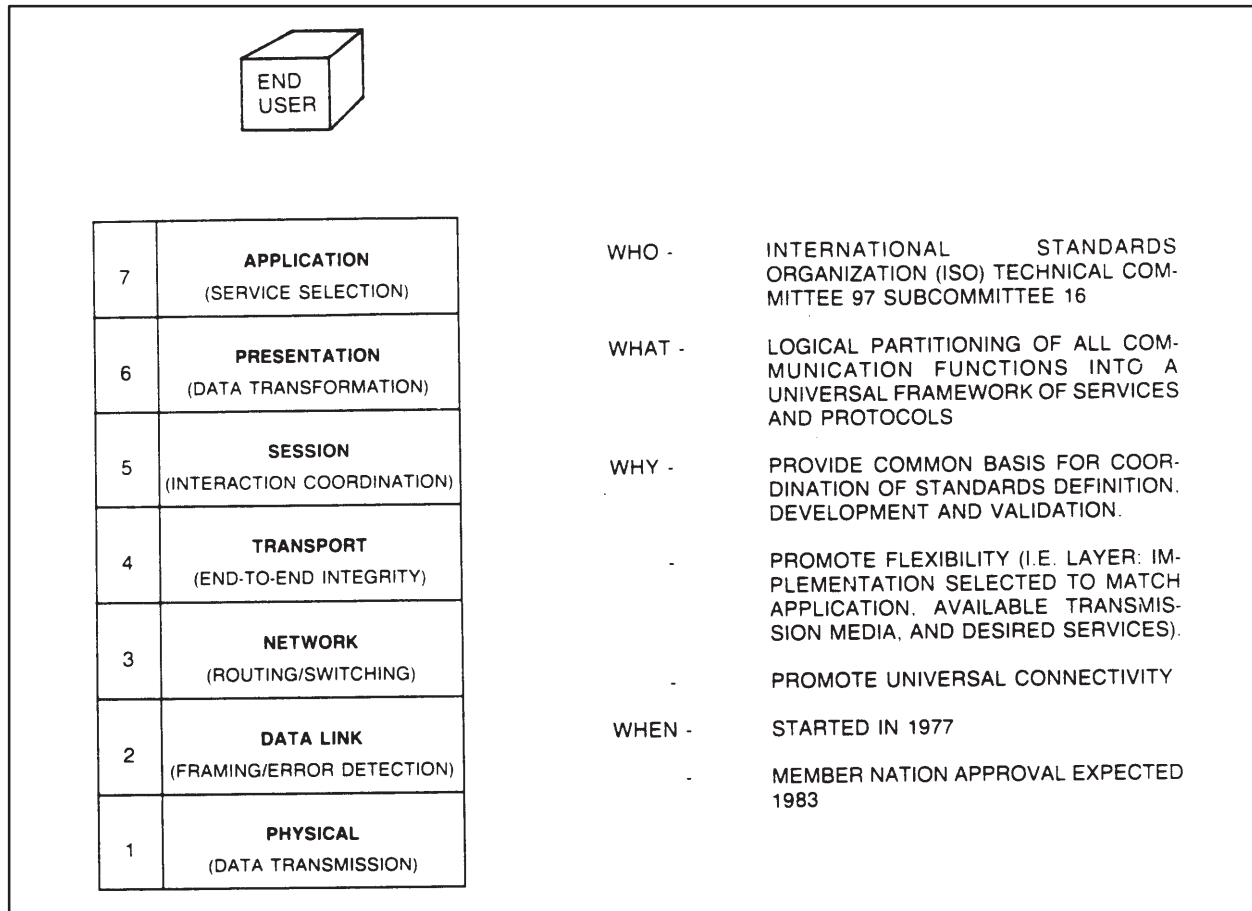 END
USER
7
APPLICATION
(SERVICE SELECTION)
6
PRESENTATION
(DATA TRANSFORMATION)
5
SESSION
(INTERACTION COORDINATION)
4
TRANSPORT
(END-TO-END INTEGRITY)
3
NETWORK
(ROUTING/SWITCHING)
2
DATA LINK
(FRAMING/ERROR DETECTION)
1
PHYSICAL
(DATA TRANSMISSION)
WHO - INTERNATIONAL STANDARDS
ORGANIZATION (ISO) TECHNICAL COM-
MITTEE 97 SUBCOMMITTEE 16
WHAT - LOGICAL PARTITIONING OF ALL COM-
MUNICATION FUNCTIONS INTO A
UNIVERSAL FRAMEWORK OF SERVICES
AND PROTOCOLS
WHY - PROVIDE COMMON BASIS FOR COOR-
DINATION OF STANDARDS DEFINITION.
DEVELOPMENT AND VALIDATION.
- PROMOTE FLEXIBILITY (I.E. LAYER: IM-
PLEMENTATION SELECTED TO MATCH
APPLICATION. AVAILABLE TRANSMIS-
SION MEDIA, AND DESIRED SERVICES).
- PROMOTE UNIVERSAL CONNECTIVITY
WHEN - STARTED IN 1977
- MEMBER NATION APPROVAL EXPECTED
1983